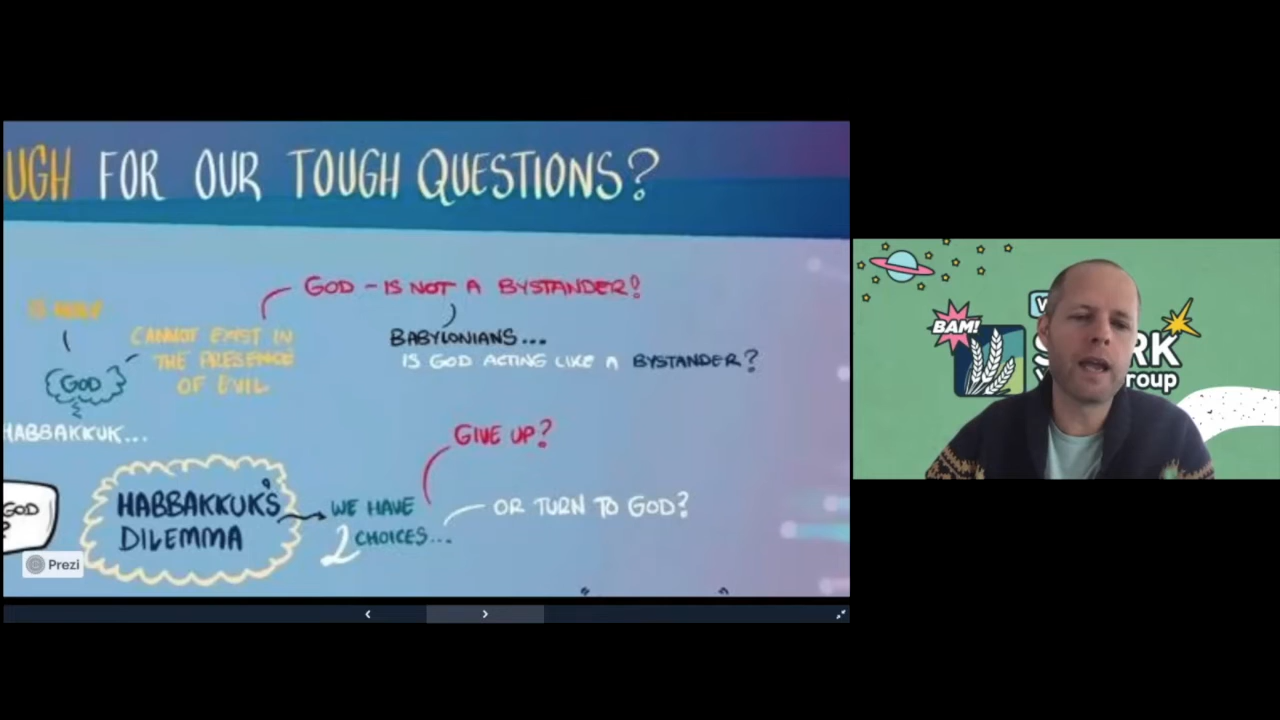 UGH FOR OUR TOUGH QUESTIONS?
GOD - IS NOT A BYSTANDER!
BABYLONIANS...
IS GOD ACTING LIKE A BYSTANDER?
CANNOT EXIST IN
THE PRESENCE
OF EVIL
GOD
HABBAKKUK...
GIVE UP?
GOD
?
HABBAKKUK'S
DILEMMA
WE HAVE
2 CHOICES...
OR TURN TO GOD?
Prezi
BAM!